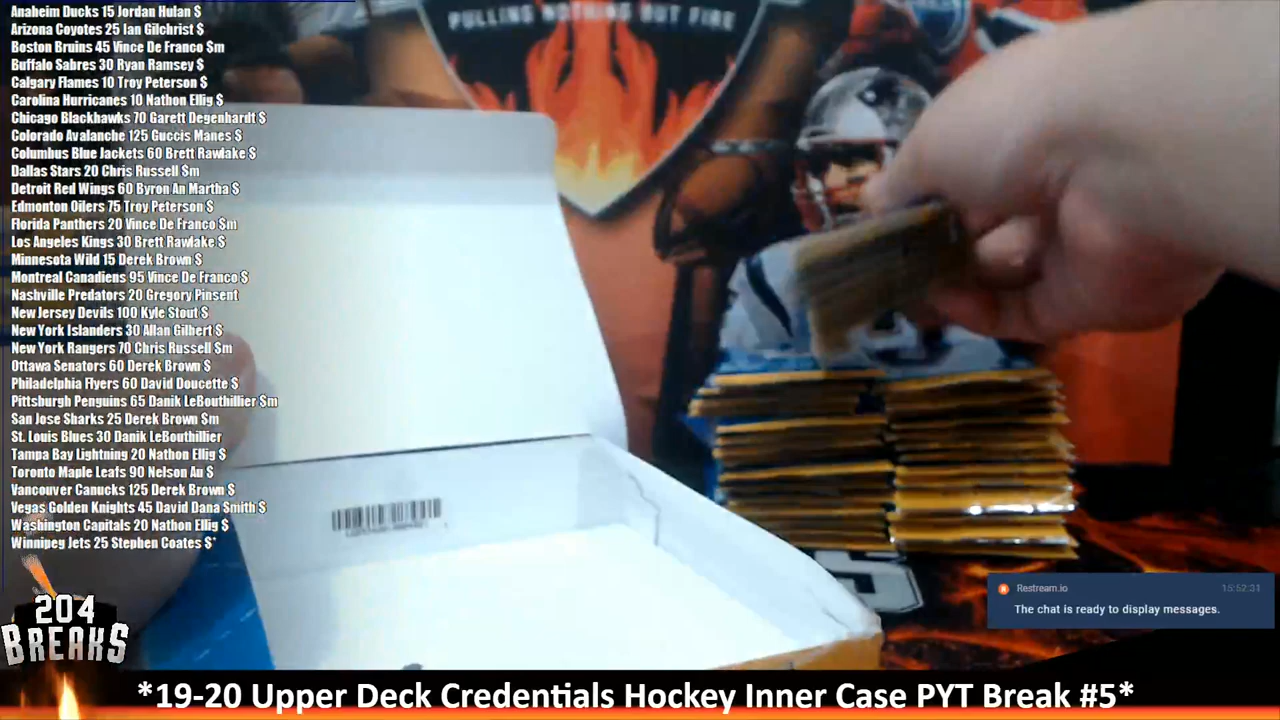 Anaheim Ducks 15 Jordan Hulan $
Arizona Coyotes 25 Ian Gilchrist $
Boston Bruins 45 Vince De Franco $m
Buffalo Sabres 30 Ryan Ramsey $
Calgary Flames 10 Troy Peterson $
Carolina Hurricanes 10 Nathon Ellig $
Chicago Blackhawks 70 Garett Degenhardt $
Colorado Avalanche 125 Guccis Manes $
Columbus Blue Jackets 60 Brett Rawlake $
Dallas Stars 20 Chris Russell $m
Detroit Red Wings 60 Byron An Martha $
Edmonton Oilers 75 Troy Peterson $
Florida Panthers 20 Vince De Franco $m
Los Angeles Kings 30 Brett Rawlake $
Minnesota Wild 15 Derek Brown $
Montreal Canadiens 95 Vince De Franco $
Nashville Predators 20 Gregory Pinsent
New Jersey Devils 100 Kyle Stout $
New York Islanders 30 Allan Gilbert $
New York Rangers 70 Chris Russell $m
Ottawa Senators 60 Derek Brown $
Philadelphia Flyers 60 David Doucette $
Pittsburgh Penguins 65 Danik LeBouthillier $m
San Jose Sharks 25 Derek Brown $m
St. Louis Blues 30 Danik LeBouthillier
Tampa Bay Lightning 20 Nathon Ellig $
Toronto Maple Leafs 90 Nelson Au $
Vancouver Canucks 125 Derek Brown $
Vegas Golden Knights 45 David Dana Smith $
Washington Capitals 20 Nathon Ellig $
Winnipeg Jets 25 Stephen Coates $*
PULLING NOTHING BUT FIRE
5
Restream.io 15:52:31
The chat is ready to display messages.
204
BREAKS
*19-20 Upper Deck Credentials Hockey Inner Case PYT Break #5*